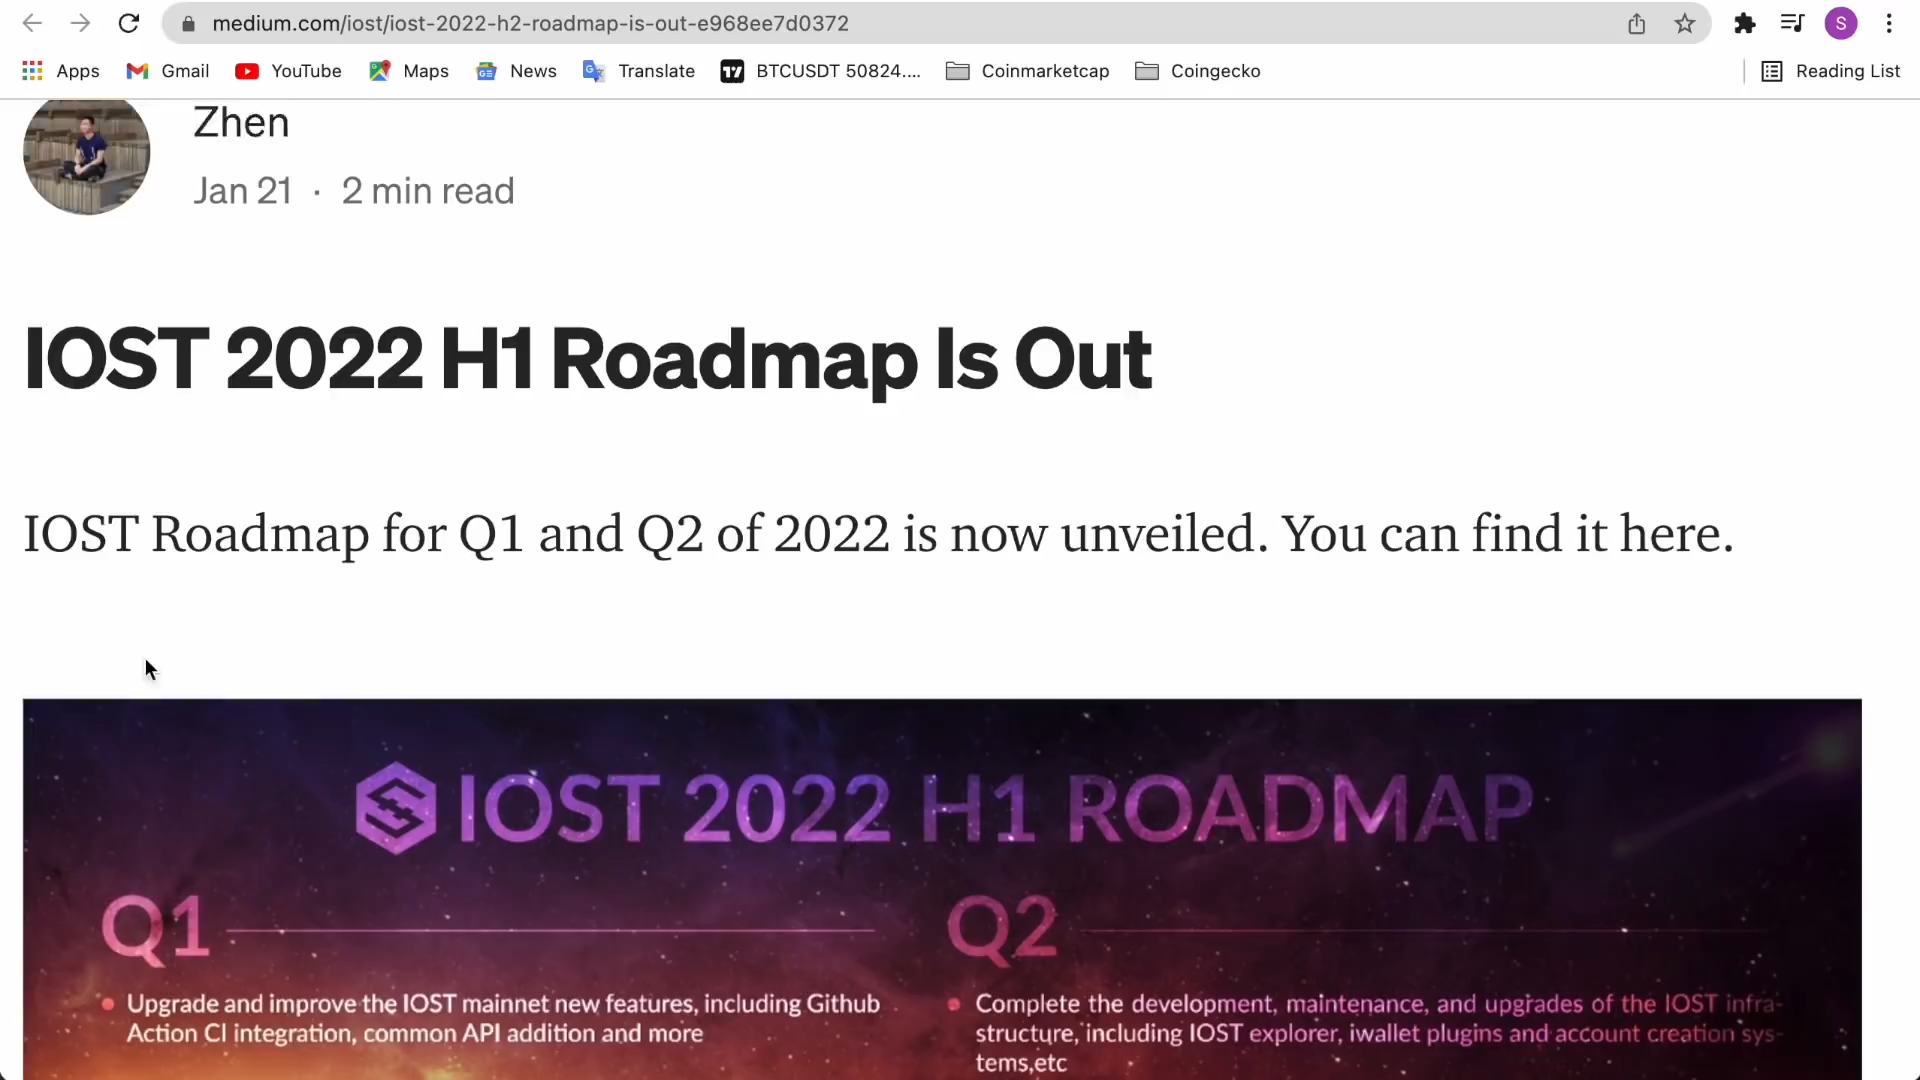 medium.com/iost/iost-2022-h2-roadmap-is-out-e968ee7d0372
S
Apps Gmail YouTube Maps News Translate BTCUSDT 50824.... Coinmarketcap Coingecko Reading List
Zhen
Jan 21 · 2 min read
IOST 2022 H1 Roadmap Is Out
IOST Roadmap for Q1 and Q2 of 2022 is now unveiled. You can find it here.
IOST 2022 H1 ROADMAP
Q1
Upgrade and improve the IOST mainnet new features, including Github
Action CI integration, common API addition and more
Q2
Complete the development, maintenance, and upgrades of the IOST infra-
structure, including IOST explorer, iwallet plugins and account creation sys-
tems,etc